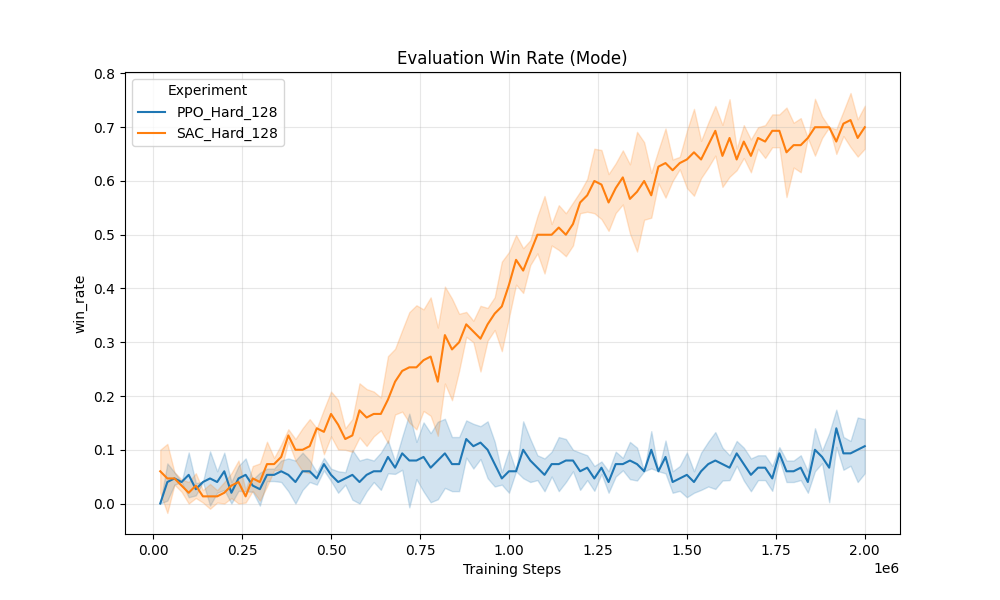 Evaluation Win Rate (Mode)
Experiment
PPO_Hard_128
SAC_Hard_128
win_rate
0.8
0.7
0.6
0.5
0.4
0.3
0.2
0.1
0.0
0.00 0.25 0.50 0.75 1.00 1.25 1.50 1.75 2.00
1e6
Training Steps